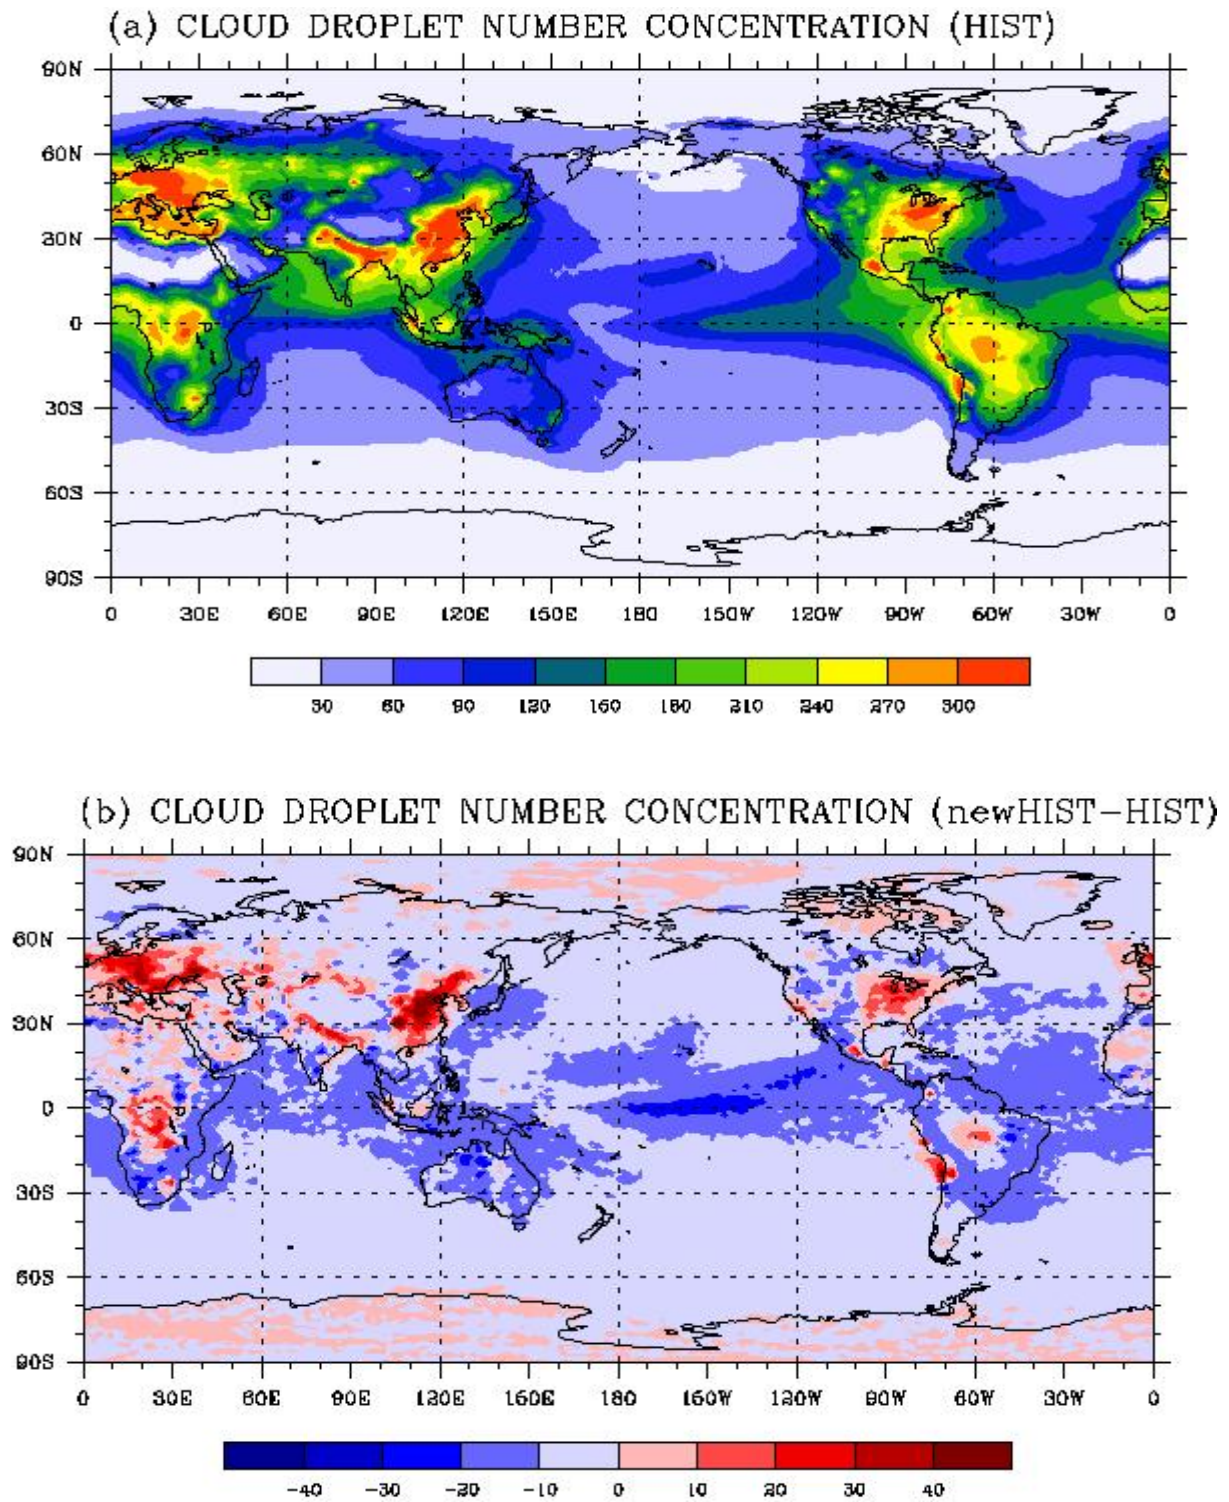 (a) CLOUD DROPLET NUMBER CONCENTRATION (HIST)
90N
60N
30N
0
30S
60S
90S
0 30E 60E 90E 120E 150E 180 150W 120W 90W 60W 30W 0
30 60 90 120 150 180 210 240 270 300
(b) CLOUD DROPLET NUMBER CONCENTRATION (newHIST-HIST)
90N
60N
30N
0
30S
60S
90S
0 30E 60E 90E 120E 150E 180 150W 120W 90W 60W 30W 0
-40 -30 -20 -10 0 10 20 30 40